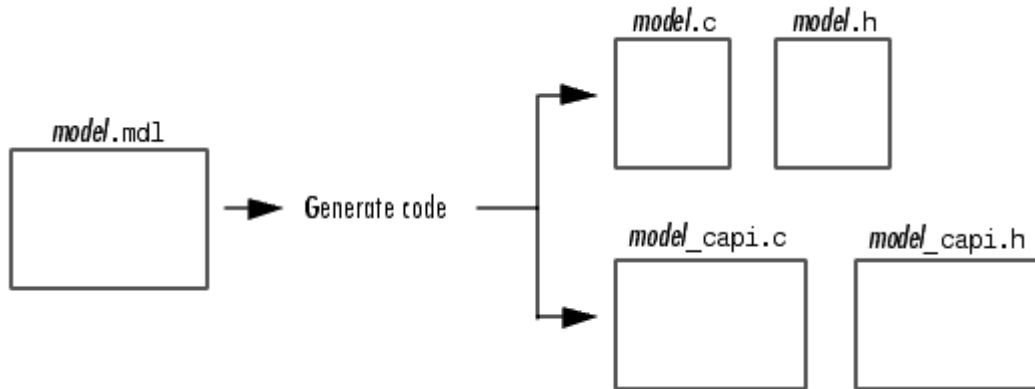 model.c
model.h
model.mdl
Generate code
model_capi.c
model_capi.h